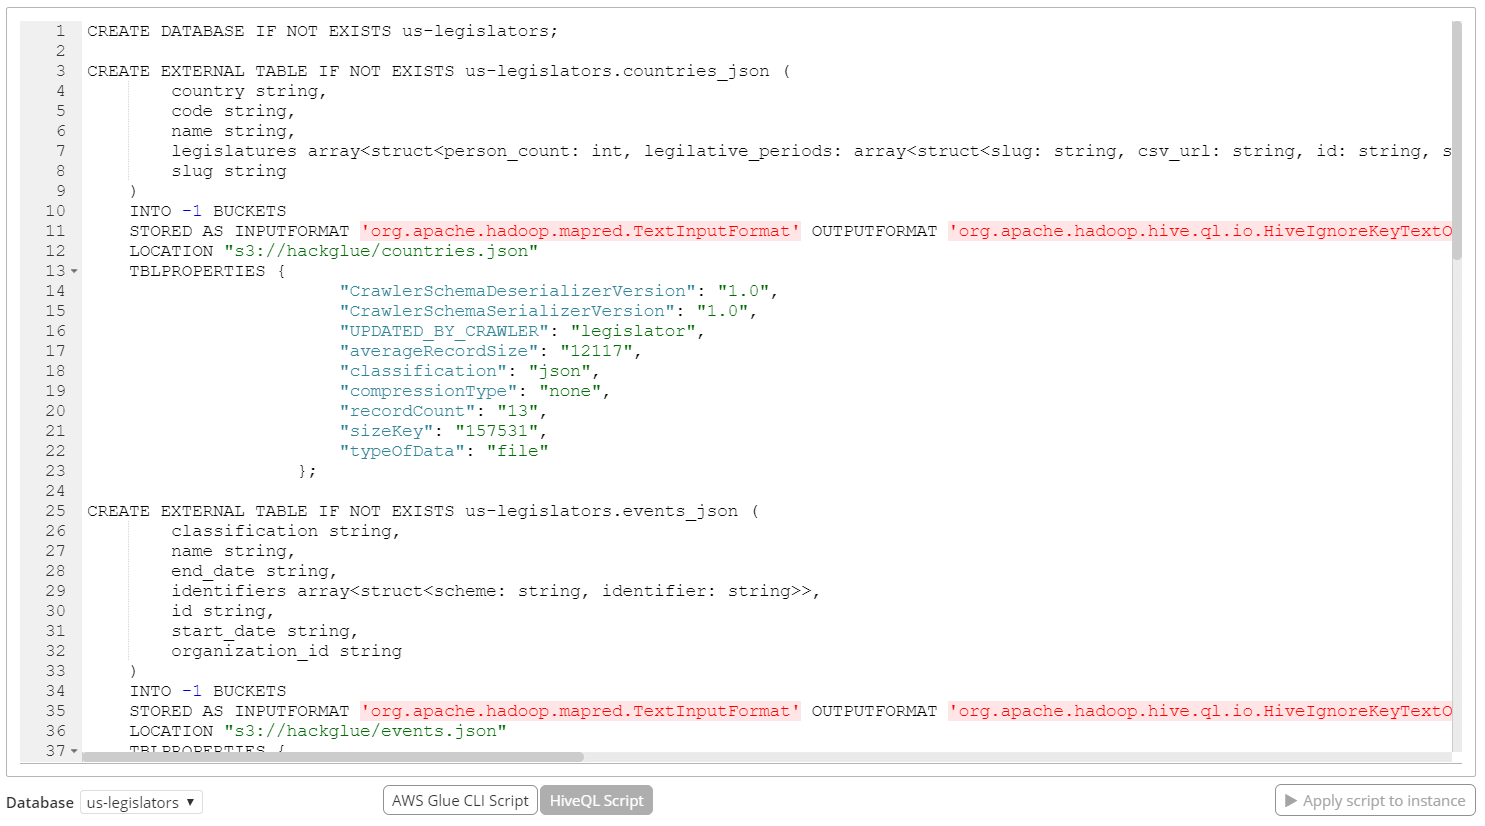 1 CREATE DATABASE IF NOT EXISTS us-legislators;
2
3 CREATE EXTERNAL TABLE IF NOT EXISTS us-legislators.countries_json (
4 country string,
5 code string,
6 name string,
7 legislatures array<struct<person_count: int, legilative_periods: array<struct<slug: string, csv_url: string, id: string, s
8 slug string
9 )
10 INTO -1 BUCKETS
11 STORED AS INPUTFORMAT 'org.apache.hadoop.mapred.TextInputFormat' OUTPUTFORMAT 'org.apache.hadoop.hive.ql.io.HiveIgnoreKeyTextO
12 LOCATION "s3://hackglue/countries.json"
13 TBLPROPERTIES {
14 "CrawlerSchemaDeserializerVersion": "1.0",
15 "CrawlerSchemaSerializerVersion": "1.0",
16 "UPDATED_BY_CRAWLER": "legislator",
17 "averageRecordSize": "12117",
18 "classification": "json",
19 "compressionType": "none",
20 "recordCount": "13",
21 "sizeKey": "157531",
22 "typeOfData": "file"
23 };
24
25 CREATE EXTERNAL TABLE IF NOT EXISTS us-legislators.events_json (
26 classification string,
27 name string,
28 end_date string,
29 identifiers array<struct<scheme: string, identifier: string>>,
30 id string,
31 start_date string,
32 organization_id string
33 )
34 INTO -1 BUCKETS
35 STORED AS INPUTFORMAT 'org.apache.hadoop.mapred.TextInputFormat' OUTPUTFORMAT 'org.apache.hadoop.hive.ql.io.HiveIgnoreKeyTextO
36 LOCATION "s3://hackglue/events.json"
37 TBLPROPERTIES {
Database us-legislators AWS Glue CLI Script HiveQL Script Apply script to instance